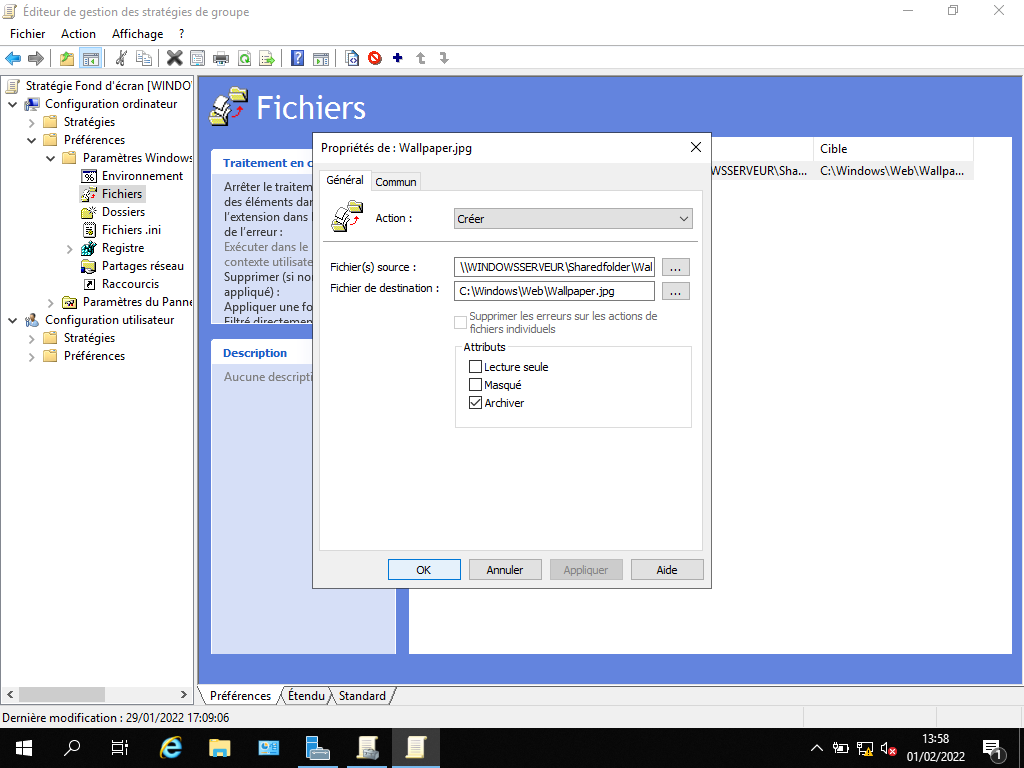 Éditeur de gestion des stratégies de groupe
Fichier Action Affichage ?
Stratégie Fond d'écran [WINDO
Configuration ordinateur
Stratégies
Préférences
Paramètres Windows
Environnement
Fichiers
Dossiers
Fichiers .ini
Registre
Partages réseau
Raccourcis
Paramètres du Panne
Configuration utilisateur
Stratégies
Préférences
Fichiers
Traitement en c
Arrêter le traitem
des éléments dan
l'extension dans l
de l'erreur :
Exécuter dans le
contexte utilisate
Supprimer (si no
appliqué) :
Appliquer une fo
Filtré directemen
Description
Aucune descripti
Cible
WSSERVEUR\Sha... C:\Windows\Web\Wallpa...
Propriétés de : Wallpaper.jpg
Général Commun
Action : Créer
Fichier(s) source : \\WINDOWSSERVEUR\Sharedfolder\Wal ...
Fichier de destination : C:\Windows\Web\Wallpaper.jpg ...
Supprimer les erreurs sur les actions de
fichiers individuels
Attributs
Lecture seule
Masqué
Archiver
OK Annuler Appliquer Aide
Préférences Étendu Standard
Dernière modification : 29/01/2022 17:09:06
13:58
01/02/2022
1